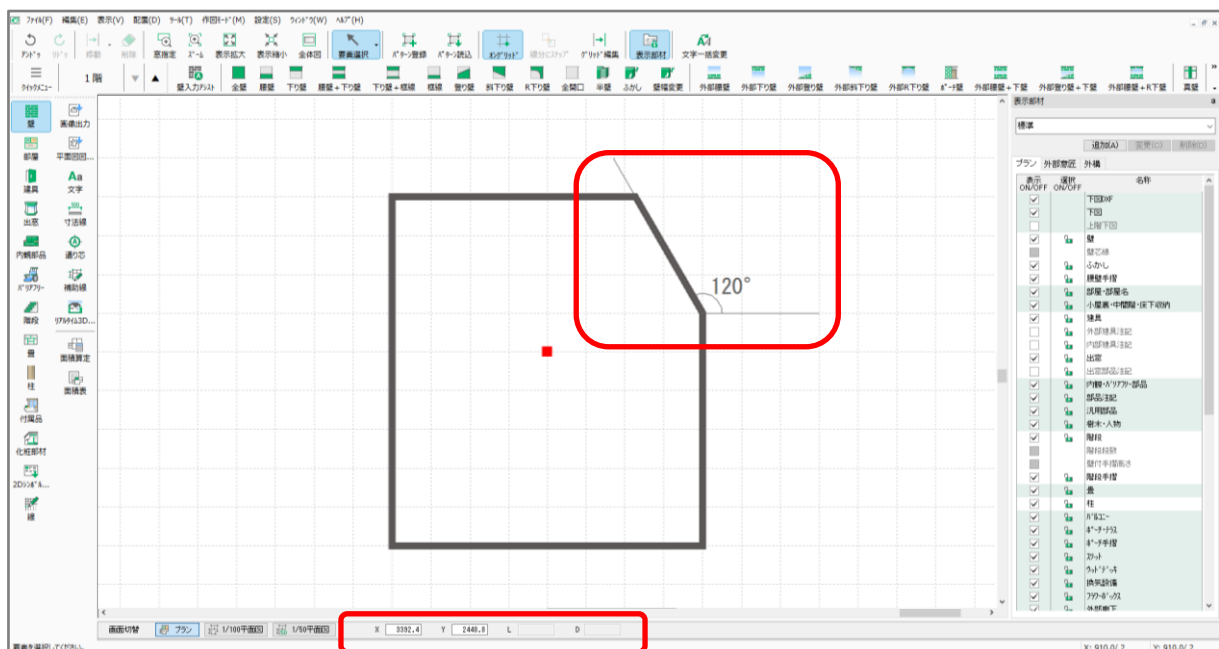 ファイル(F) 編集(E) 表示(V) 配置(D) ツール(T) 作図モード(M) 設定(S) ウィンドウ(W) ヘルプ(H)
アンドゥ リドゥ 移動 削除 窓指定 ズーム 表示拡大 表示縮小 全体図 要素選択 パターン登録 パターン読込 オングリッド 線分にスナップ グリッド編集 表示部材 文字一括変更
クイックメニュー 1 階 壁入力アシスト 全壁 腰壁 下り壁 腰壁+下り壁 下り壁+框線 框線 登り壁 斜下り壁 R下り壁 全開口 半壁 ふかし 壁幅変更 外部腰壁 外部下り壁 外部登り壁 外部斜下り壁 外部R下り壁 ポーチ壁 外部腰壁+下壁 外部登り壁+下壁 外部腰壁+R下壁 真壁
壁 画像出力
部屋 平面図図...
建具 文字
出窓 寸法線
内観部品 通り芯
バリアフリー 補助線
階段 リアルタイム3D...
畳 面積算定
柱 面積表
付属品
化粧部材
2Dシンボル...
線
120°
表示部材
標準
追加(A) 変更(C) 削除(D)
プラン 外部意匠 外構
表示 選択 名称
ON/OFF ON/OFF
下図DXF
下図
上階下図
壁
壁芯線
ふかし
腰壁手摺
部屋・部屋名
小屋裏・中間階・床下収納
建具
外部建具注記
内部建具注記
出窓
出窓部品注記
内観・バリアフリー・部品
部品注記
汎用部品
樹木・人物
階段
階段段数
壁付手摺高さ
階段手摺
畳
柱
バルコニー
ポーチ・テラス
ポーチ手摺
スリット
ウッドデッキ
換気設備
フラワーボックス
外部廊下
画面切替 プラン 1/100平面図 1/50平面図 X 3392.4 Y 2440.8 L D
要素を選択してください。 X: 910.0/ 2 Y: 910.0/ 2